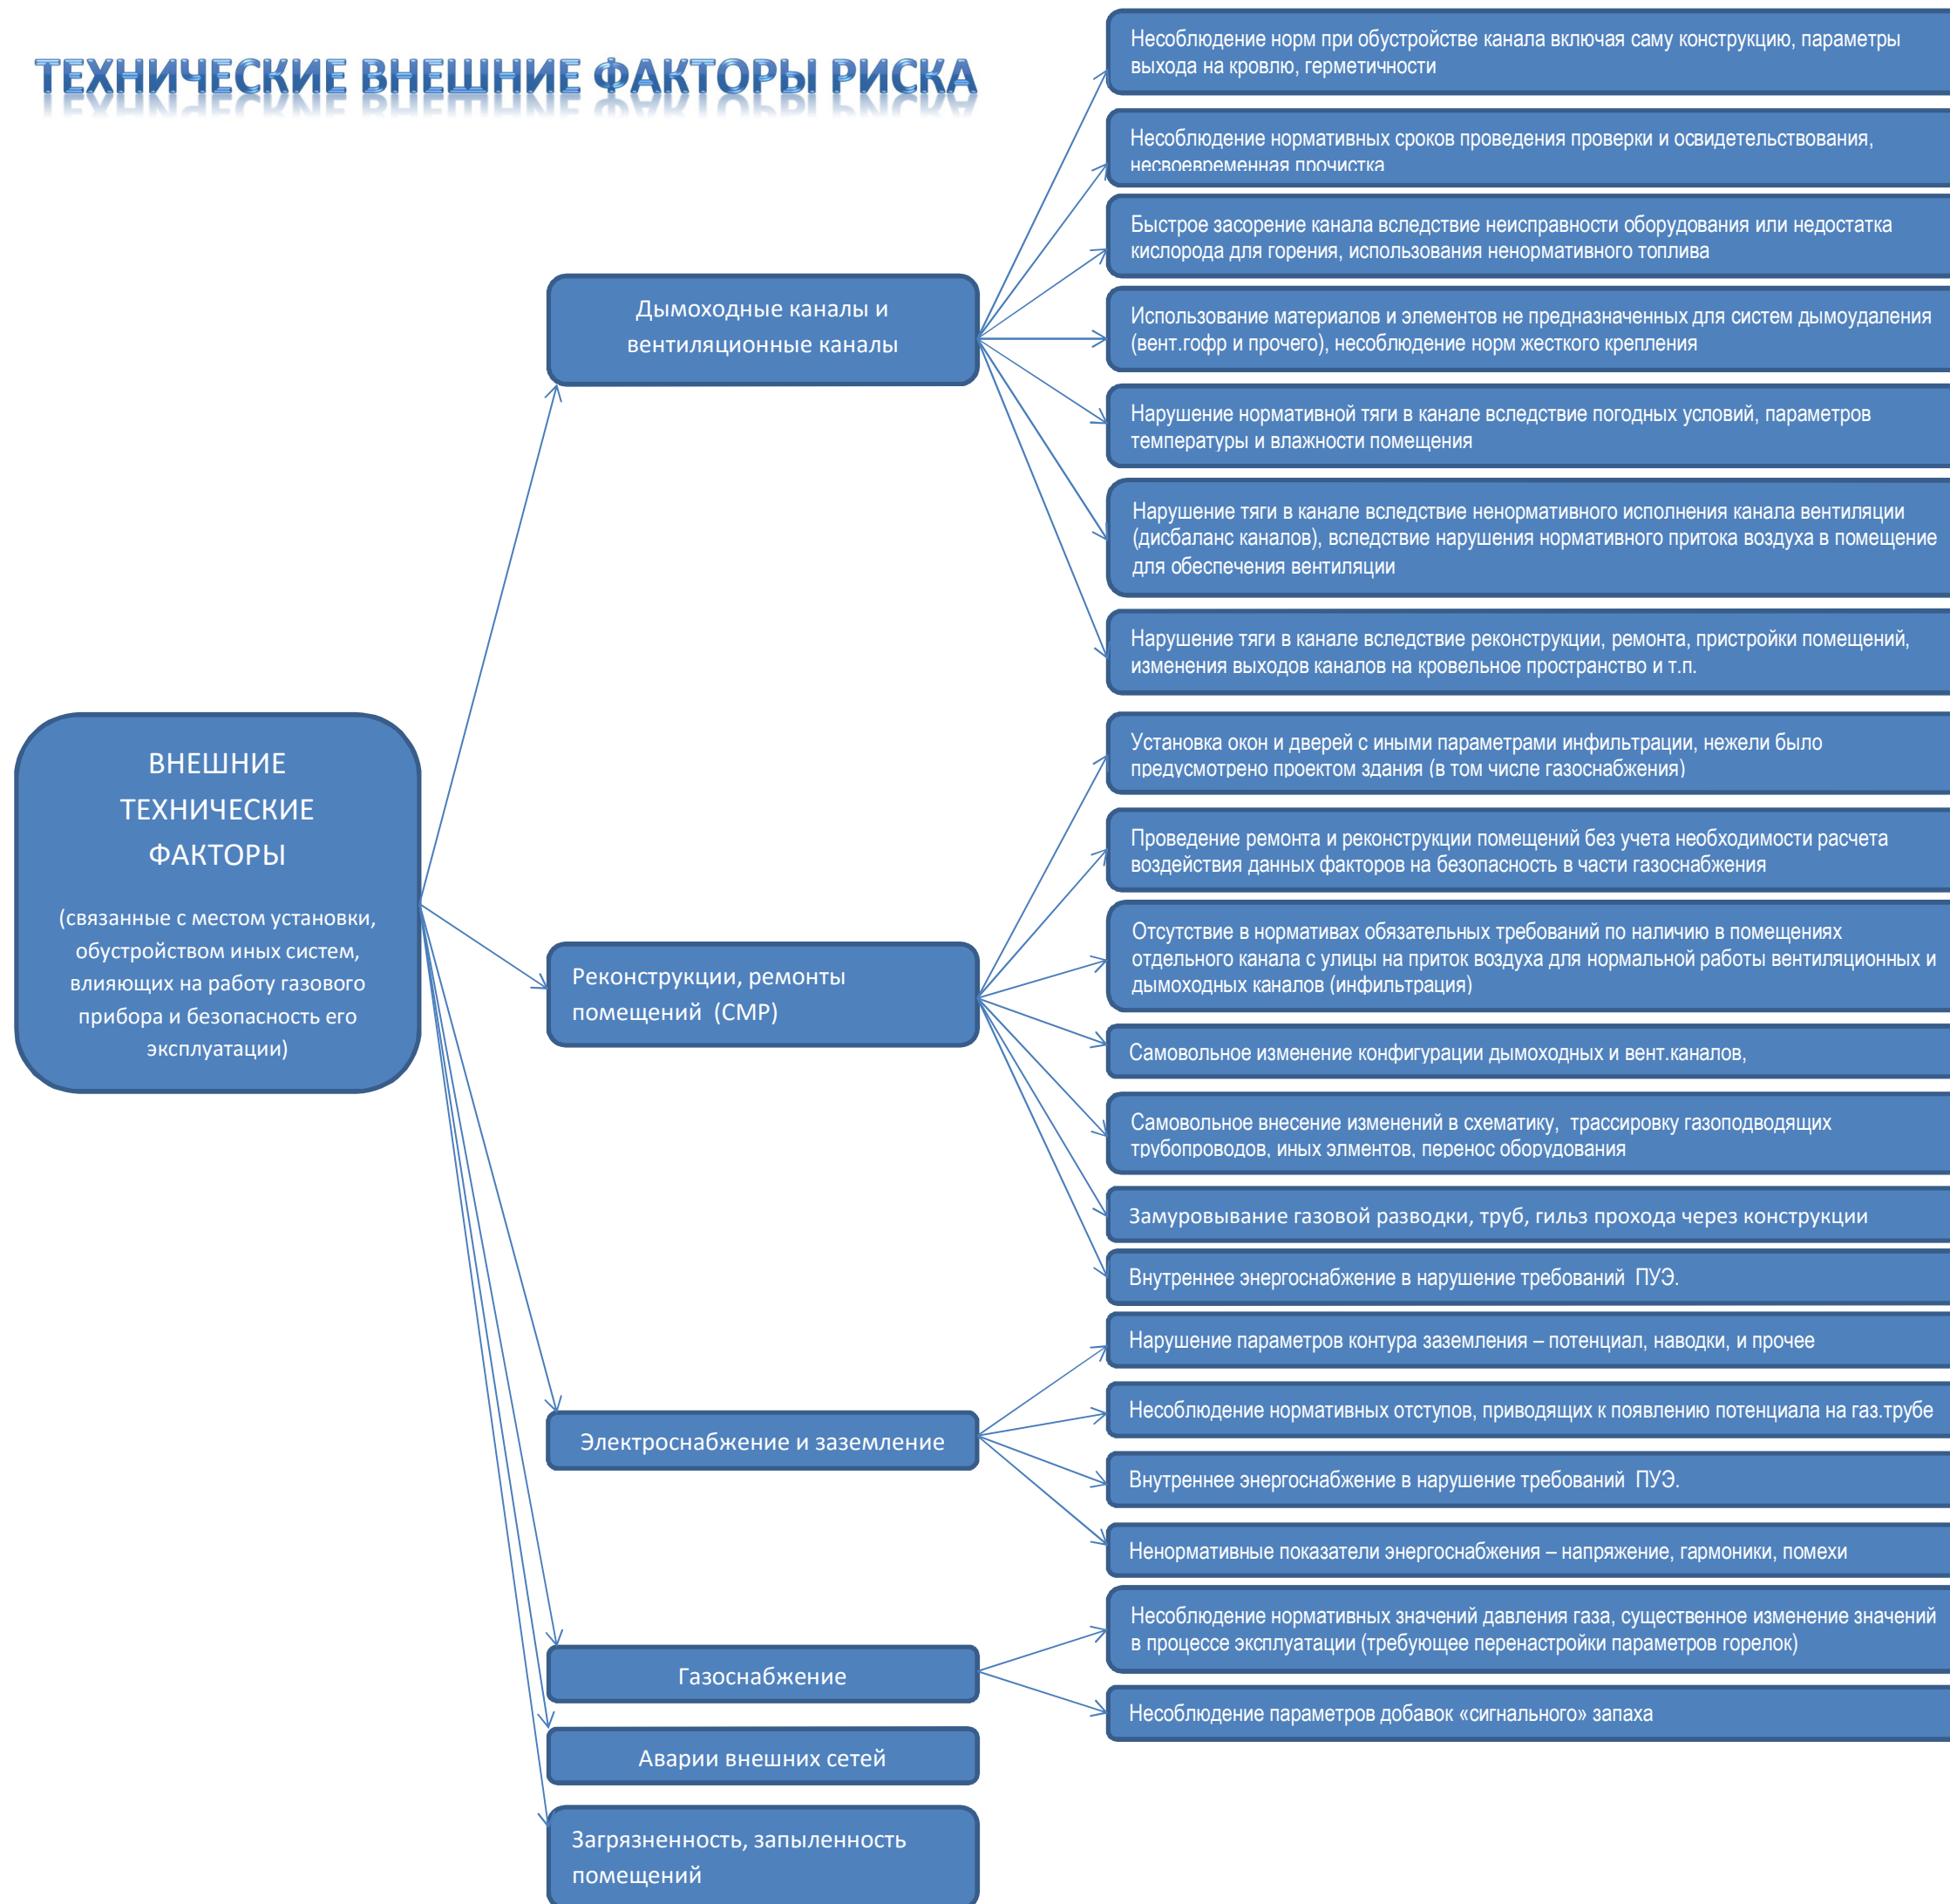 ТЕХНИЧЕСКИЕ ВНЕШНИЕ ФАКТОРЫ РИСКА
ВНЕШНИЕ
ТЕХНИЧЕСКИЕ
ФАКТОРЫ
(связанные с местом установки,
обустройством иных систем,
влияющих на работу газового
прибора и безопасность его
эксплуатации)
Дымоходные каналы и
вентиляционные каналы
Несоблюдение норм при обустройстве канала включая саму конструкцию, параметры
выхода на кровлю, герметичности
Несоблюдение нормативных сроков проведения проверки и освидетельствования,
несвоевременная прочистка
Быстрое засорение канала вследствие неисправности оборудования или недостатка
кислорода для горения, использования ненормативного топлива
Использование материалов и элементов не предназначенных для систем дымоудаления
(вент.гофр и прочего), несоблюдение норм жесткого крепления
Нарушение нормативной тяги в канале вследствие погодных условий, параметров
температуры и влажности помещения
Нарушение тяги в канале вследствие ненормативного исполнения канала вентиляции
(дисбаланс каналов), вследствие нарушения нормативного притока воздуха в помещение
для обеспечения вентиляции
Нарушение тяги в канале вследствие реконструкции, ремонта, пристройки помещений,
изменения выходов каналов на кровельное пространство и т.п.
Реконструкции, ремонты
помещений (СМР)
Установка окон и дверей с иными параметрами инфильтрации, нежели было
предусмотрено проектом здания (в том числе газоснабжения)
Проведение ремонта и реконструкции помещений без учета необходимости расчета
воздействия данных факторов на безопасность в части газоснабжения
Отсутствие в нормативах обязательных требований по наличию в помещениях
отдельного канала с улицы на приток воздуха для нормальной работы вентиляционных и
дымоходных каналов (инфильтрация)
Самовольное изменение конфигурации дымоходных и вент.каналов,
Самовольное внесение изменений в схематику, трассировку газоподводящих
трубопроводов, иных элментов, перенос оборудования
Замуровывание газовой разводки, труб, гильз прохода через конструкции
Внутреннее энергоснабжение в нарушение требований ПУЭ.
Электроснабжение и заземление
Нарушение параметров контура заземления – потенциал, наводки, и прочее
Несоблюдение нормативных отступов, приводящих к появлению потенциала на газ.трубе
Внутреннее энергоснабжение в нарушение требований ПУЭ.
Ненормативные показатели энергоснабжения – напряжение, гармоники, помехи
Газоснабжение
Несоблюдение нормативных значений давления газа, существенное изменение значений
в процессе эксплуатации (требующее перенастройки параметров горелок)
Несоблюдение параметров добавок «сигнального» запаха
Аварии внешних сетей
Загрязненность, запыленность
помещений